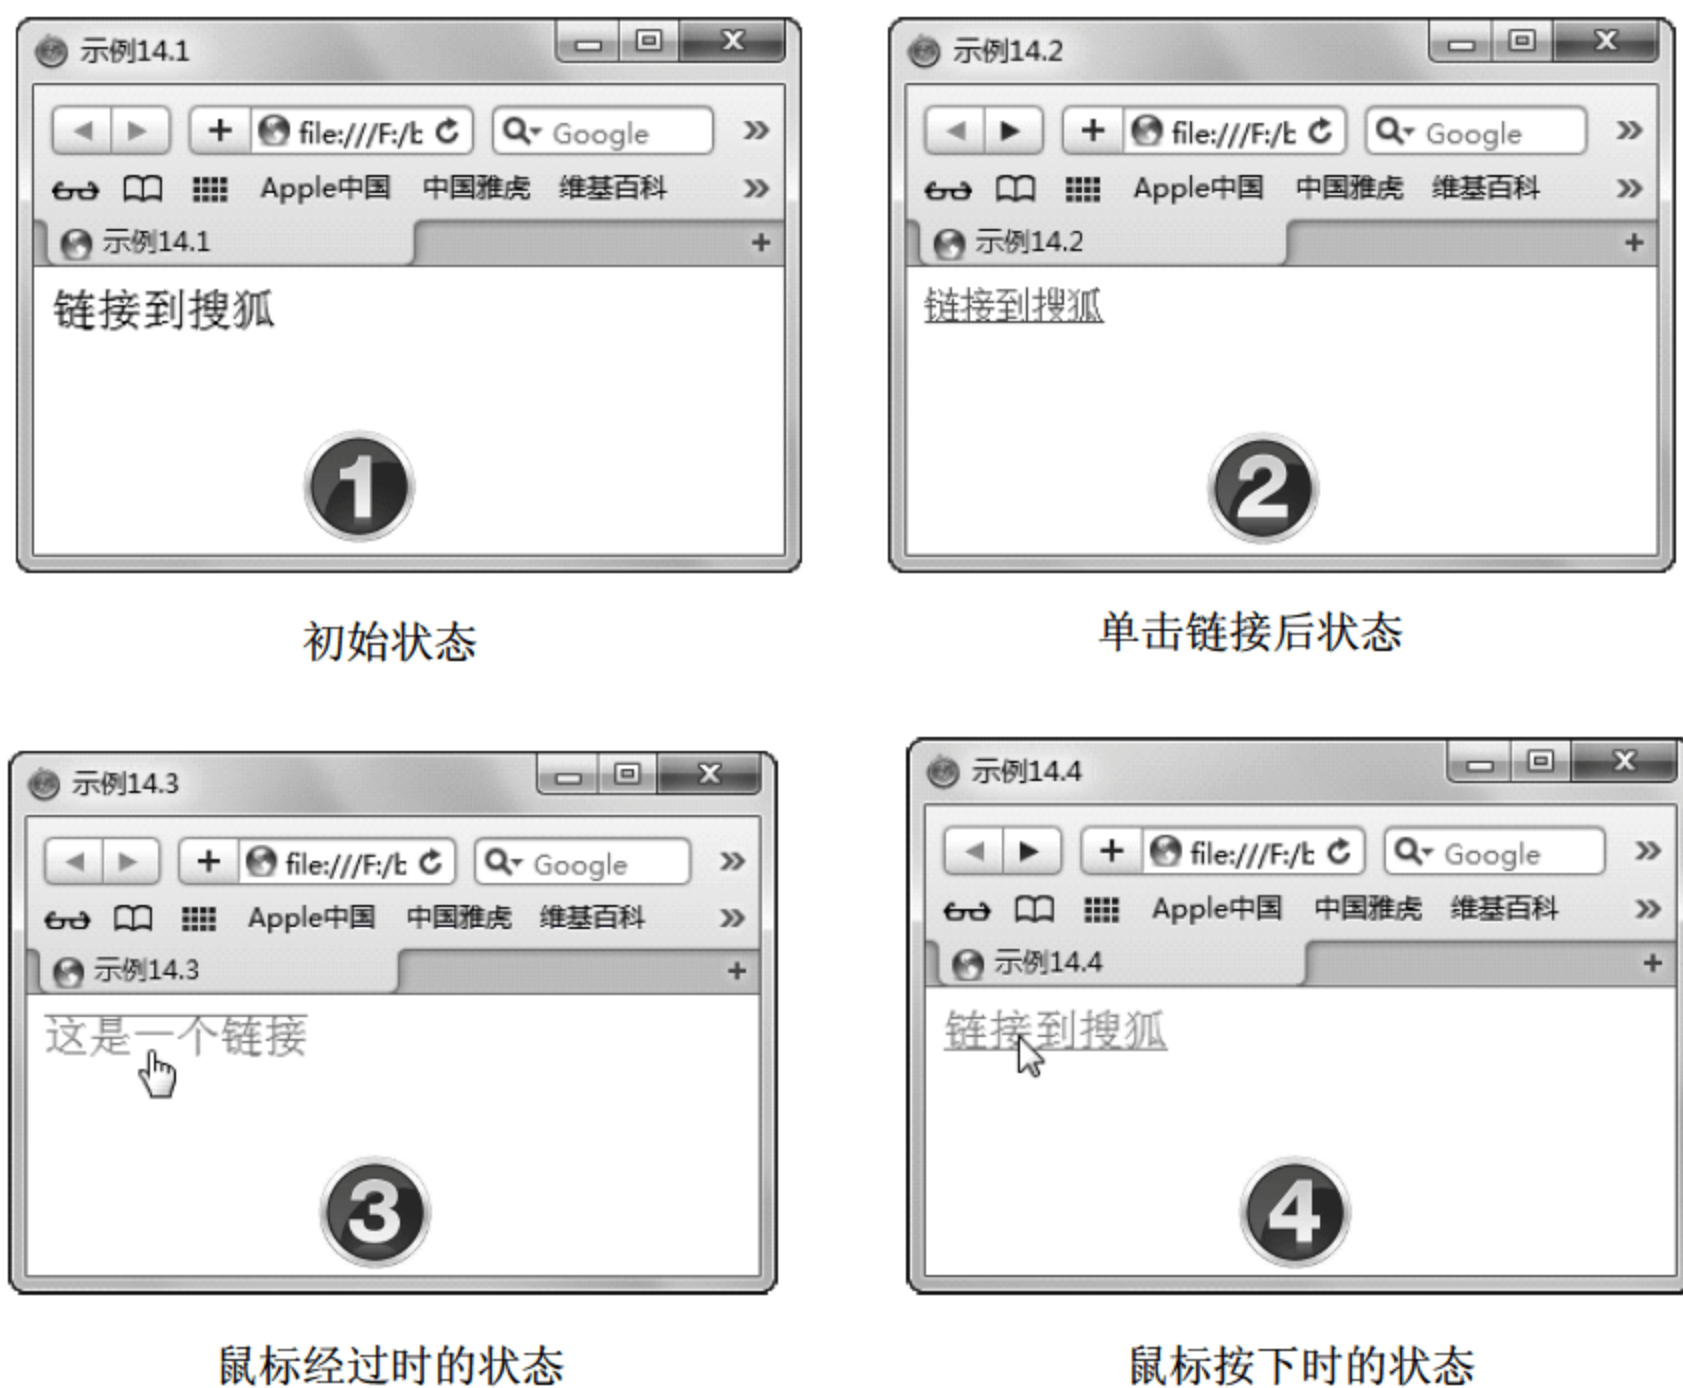 示例14.1
file:///F:/b
Google
Apple中国 中国雅虎 维基百科
示例14.1
链接到搜狐
1
初始状态
示例14.2
file:///F:/b
Google
Apple中国 中国雅虎 维基百科
示例14.2
链接到搜狐
2
单击链接后状态
示例14.3
file:///F:/b
Google
Apple中国 中国雅虎 维基百科
示例14.3
这是一个链接
3
鼠标经过时的状态
示例14.4
file:///F:/b
Google
Apple中国 中国雅虎 维基百科
示例14.4
链接到搜狐
4
鼠标按下时的状态